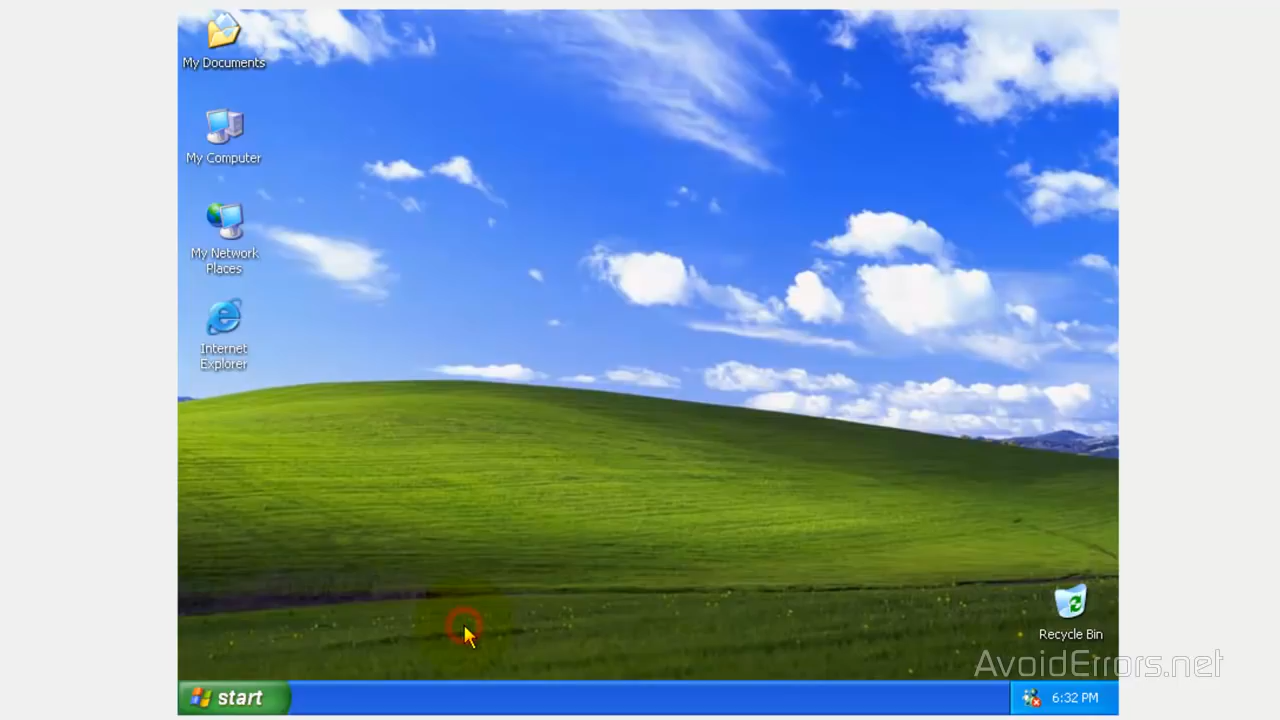 My Documents
My Computer
My Network
Places
Internet
Explorer
Recycle Bin
AvoidErrors.net
start
6:32 PM